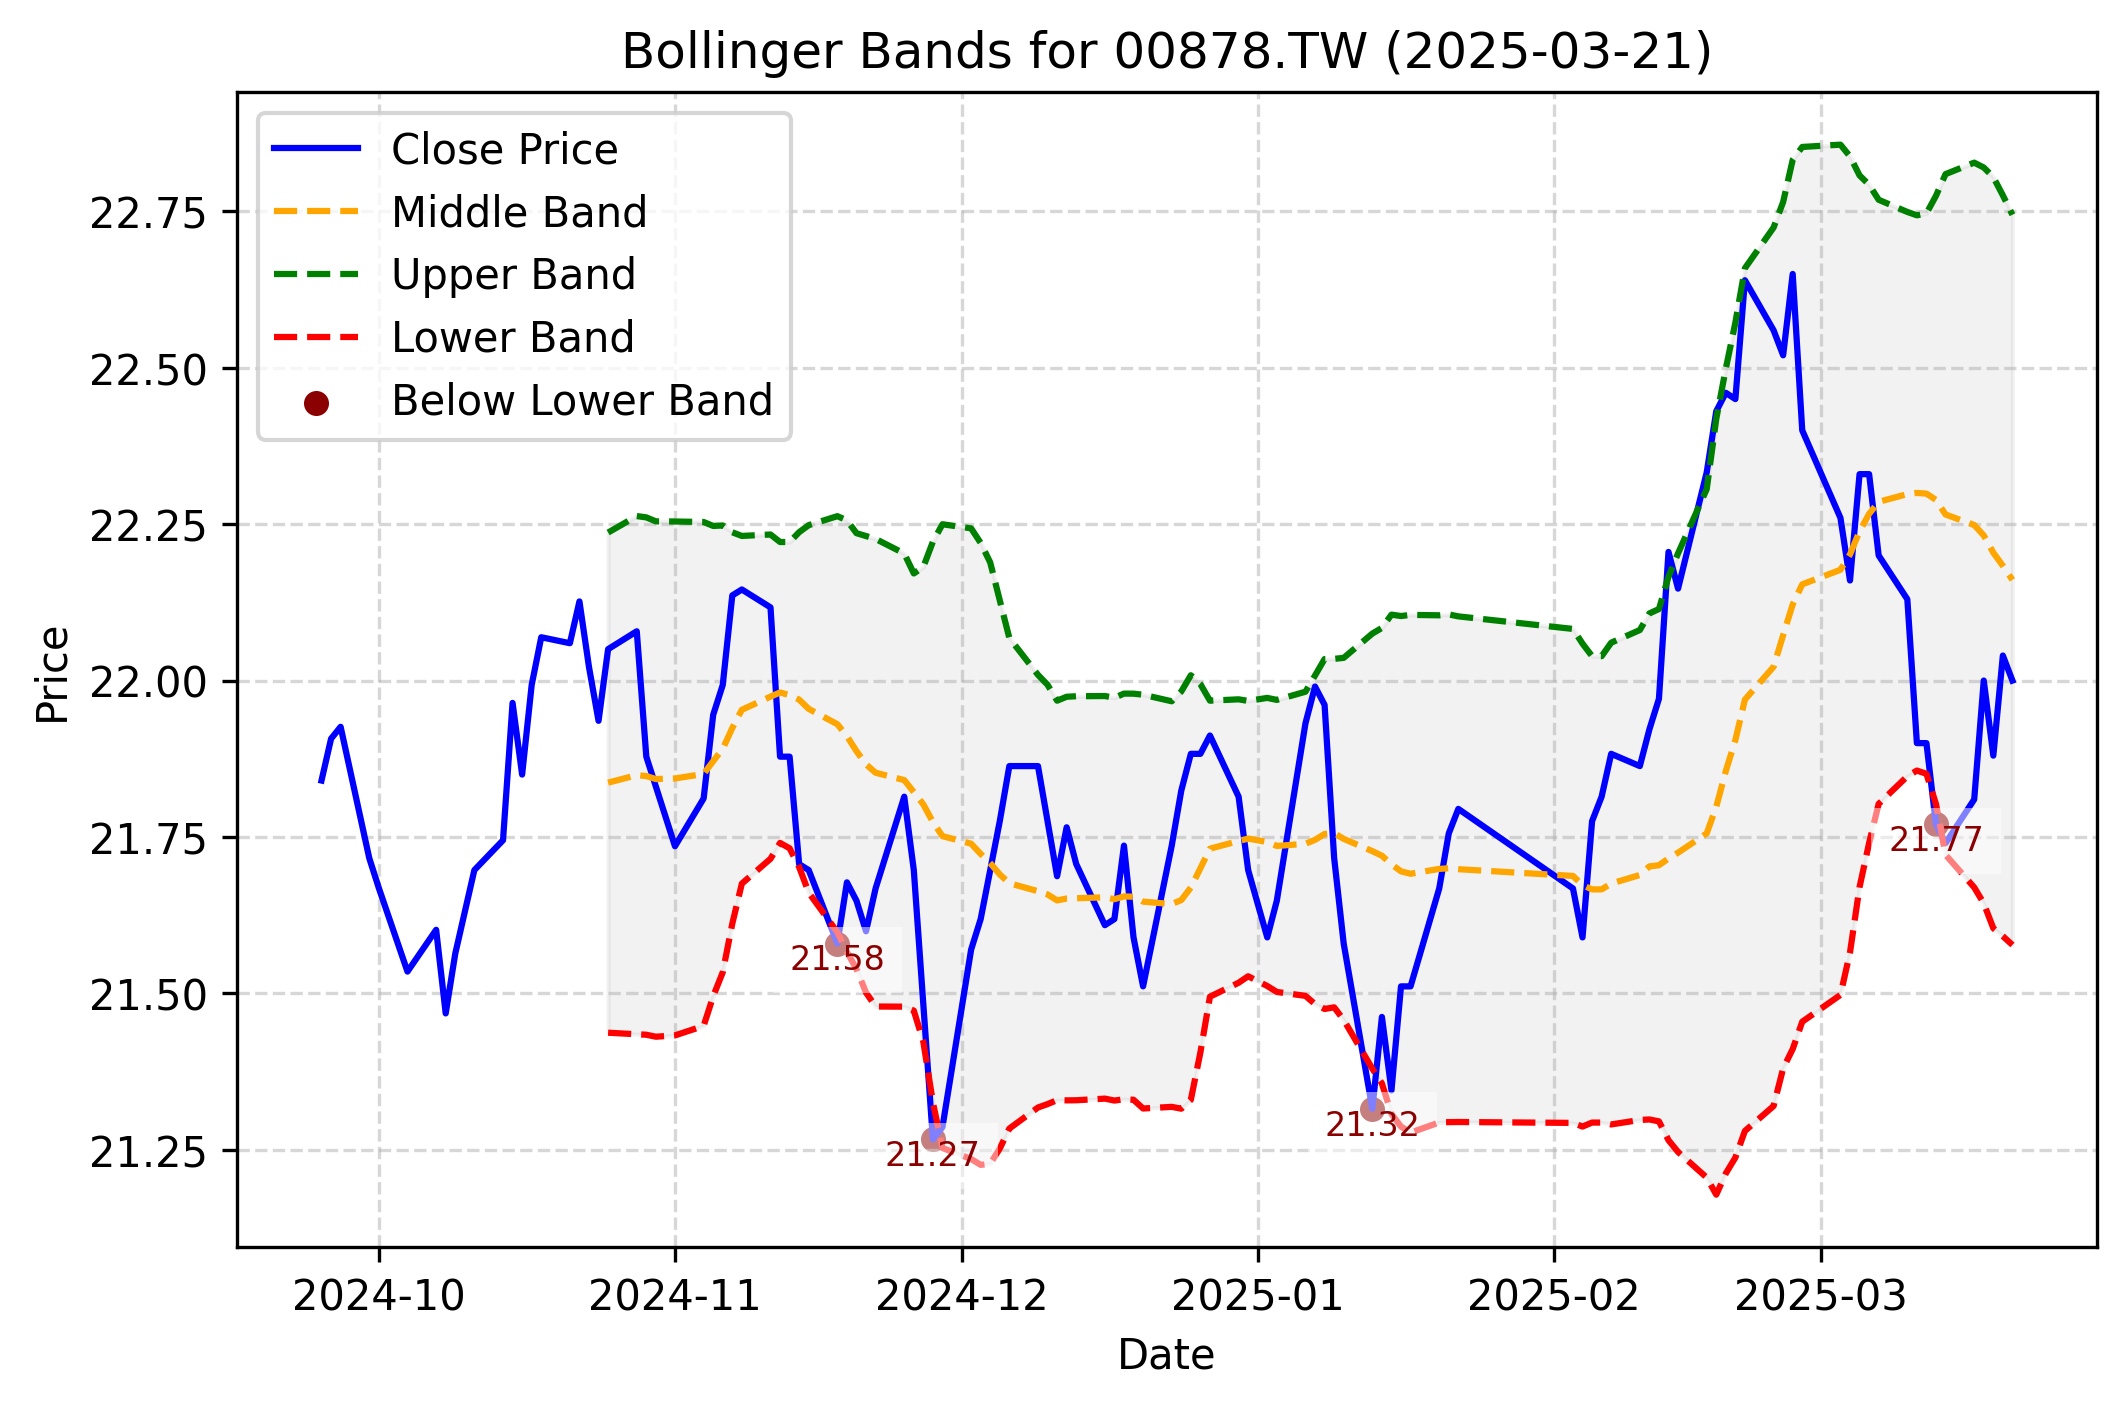 Bollinger Bands for 00878.TW (2025-03-21)
Close Price
Middle Band
Upper Band
Lower Band
Below Lower Band
22.75
22.50
22.25
22.00
21.75
21.50
21.25
Price
21.58
21.27
21.32
21.77
2024-10
2024-11
2024-12
2025-01
2025-02
2025-03
Date